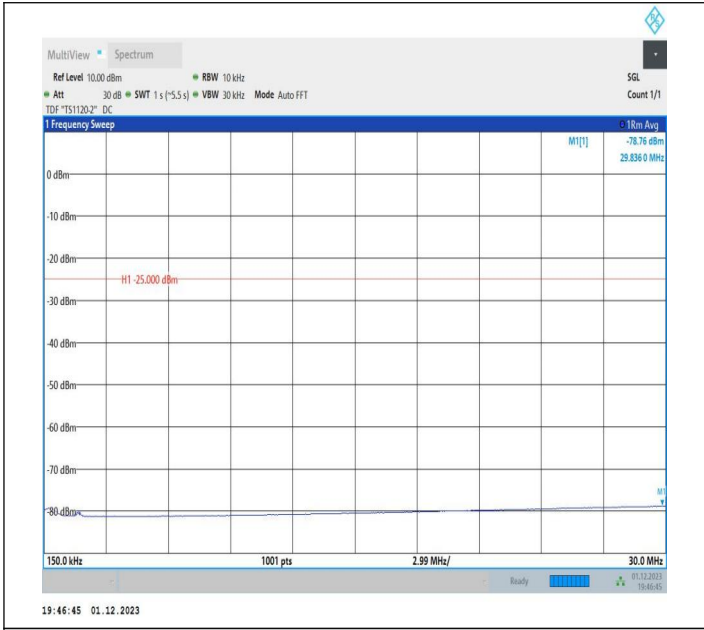 MultiView Spectrum
Ref Level 10.00 dBm RBW 10 kHz SGL
Att 30 dB SWT 1 s (~5.5 s) VBW 30 kHz Mode Auto FFT Count 1/1
TDF "TS1120-2" DC
1 Frequency Sweep 1Rm Avg
M1[1] -78.76 dBm
29.836 0 MHz
0 dBm
-10 dBm
-20 dBm
H1 -25.000 dBm
-30 dBm
-40 dBm
-50 dBm
-60 dBm
-70 dBm
M1
-80 dBm
150.0 kHz 1001 pts 2.99 MHz/ 30.0 MHz
Ready 01.12.2023
19:46:45
19:46:45 01.12.2023